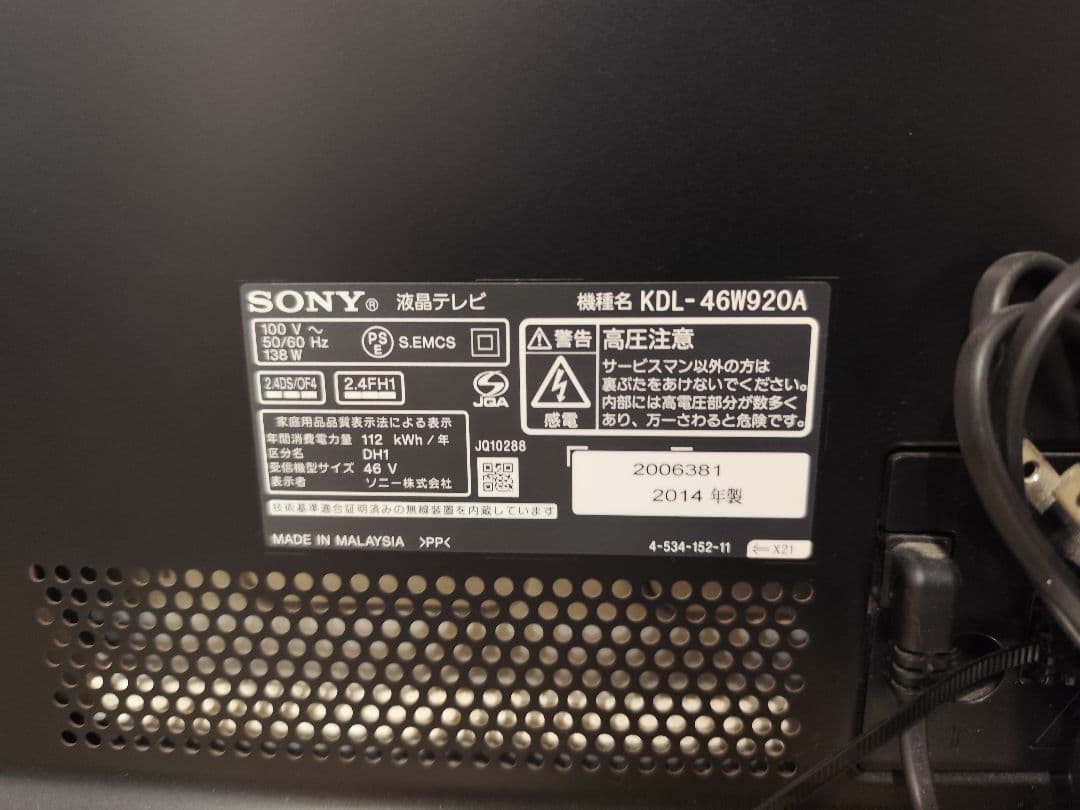 SONY® 液晶テレビ 機種名 KDL-46W920A
100 V ~
50/60 Hz
138 W
PS
E
S.EMCS
2.4DS/OF4
2.4FH1
JQA
警告 高圧注意
感電
サービスマン以外の方は
裏ぶたをあけないでください。
内部には高電圧部分が数多く
あり、万一さわると危険です。
家庭用品品質表示法による表示
年間消費電力量 112 kWh/年
区分名 DH1
受信機型サイズ 46 V
表示者 ソニー株式会社
JQ10288
2006381
2014 年製
技術基準適合証明済みの無線装置を内蔵しています
MADE IN MALAYSIA >PP<
4-534-152-11
X21